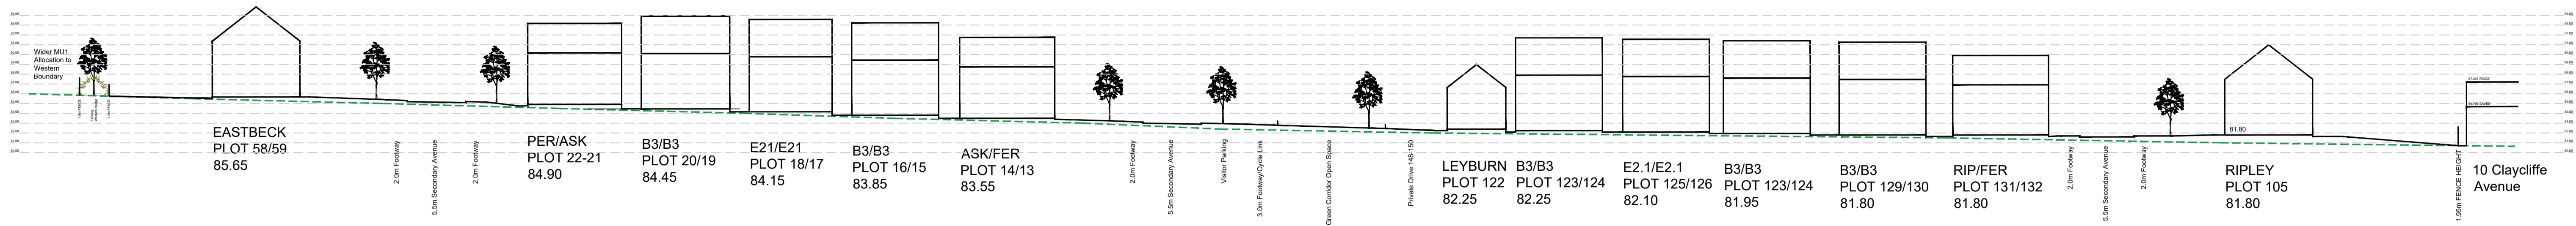 Wider MU1
Allocation to
Western
Boundary
EASTBECK
PLOT 58/59
85.65
2.0m Footway
5.5m Secondary Avenue
2.0m Footway
PER/ASK
PLOT 22-21
84.90
B3/B3
PLOT 20/19
84.45
E21/E21
PLOT 18/17
84.15
B3/B3
PLOT 16/15
83.85
ASK/FER
PLOT 14/13
83.55
2.0m Footway
5.5m Secondary Avenue
Visitor Parking
3.0m Footway/Cycle Link
Green Corridor Open Space
Private Drive 148-150
LEYBURN
PLOT 122
82.25
B3/B3
PLOT 123/124
82.25
E2.1/E2.1
PLOT 125/126
82.10
B3/B3
PLOT 123/124
81.95
B3/B3
PLOT 129/130
81.80
RIP/FER
PLOT 131/132
81.80
2.0m Footway
5.5m Secondary Avenue
2.0m Footway
81.80
RIPLEY
PLOT 105
81.80
1.95m FENCE HEIGHT
10 Claycliffe
Avenue